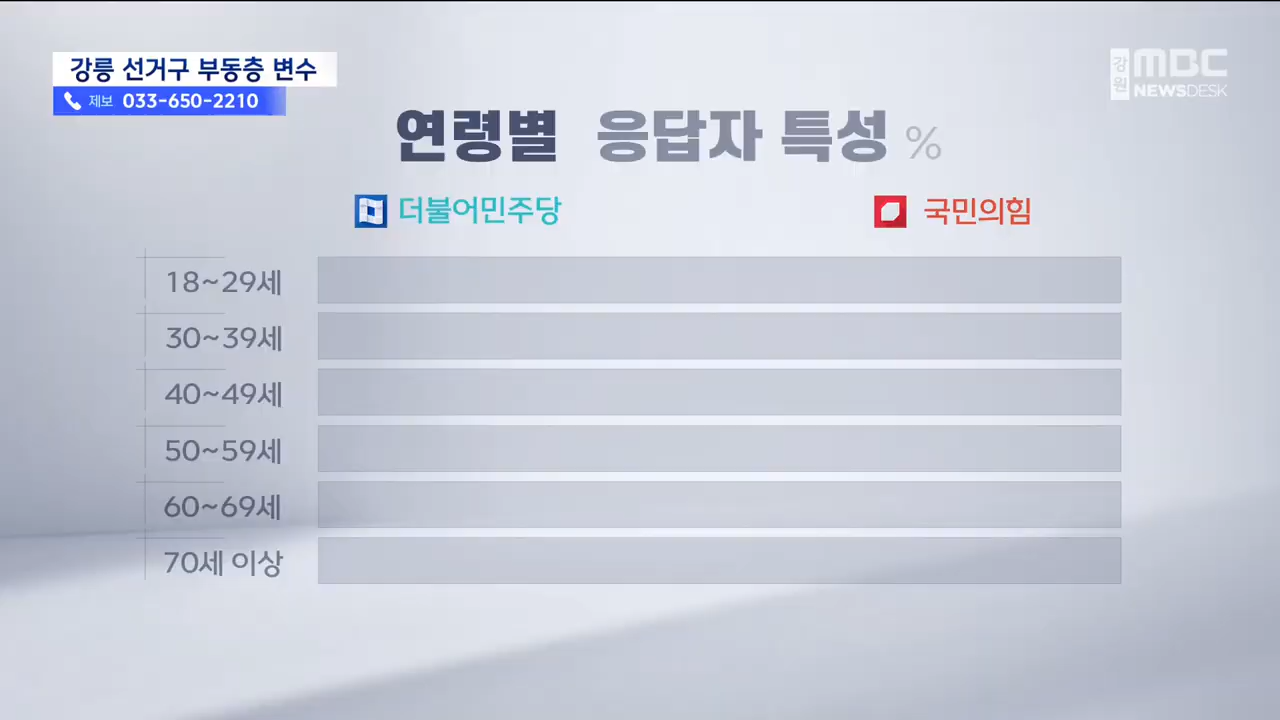 강릉 선거구 부동층 변수
제보 033-650-2210
강원 MBC
NEWSDESK
연령별 응답자 특성 %
더불어민주당 국민의힘
18~29세
30~39세
40~49세
50~59세
60~69세
70세 이상